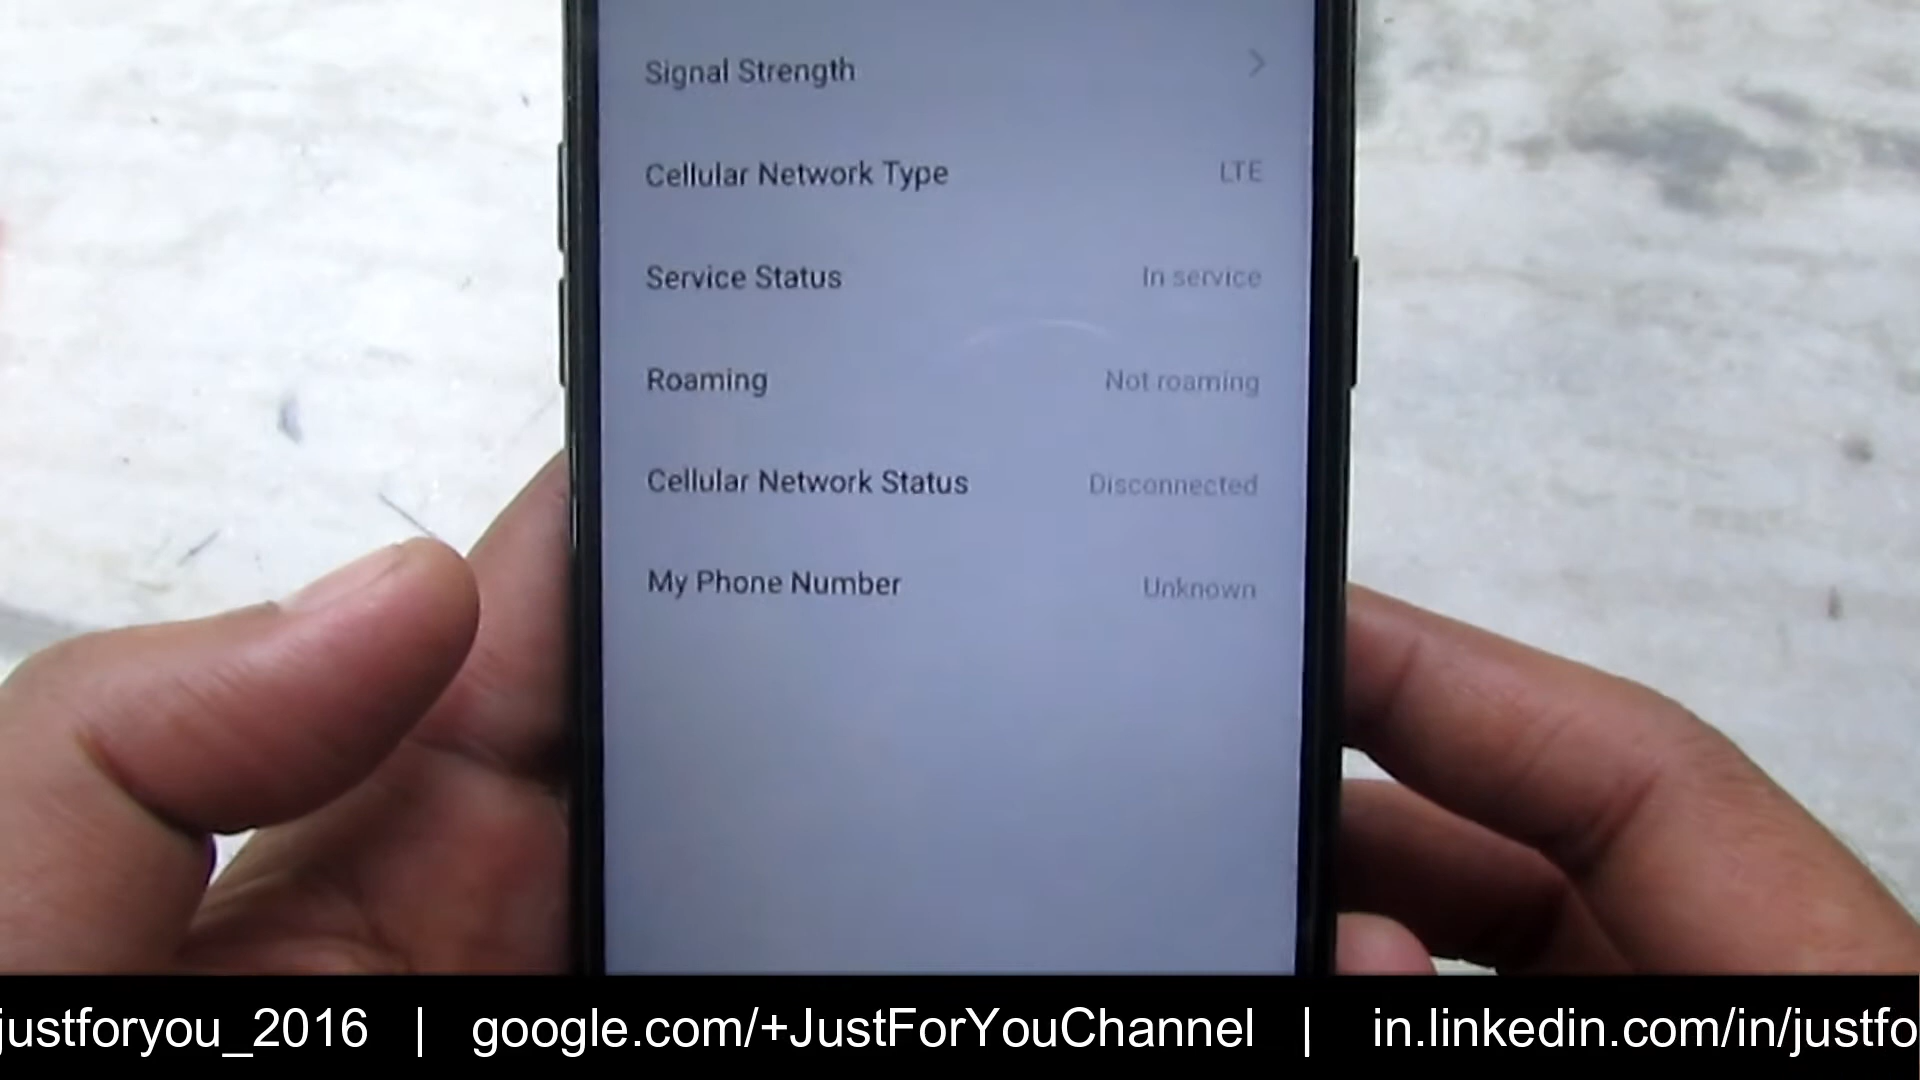 Signal Strength
Cellular Network Type LTE
Service Status In service
Roaming Not roaming
Cellular Network Status Disconnected
My Phone Number Unknown
justforyou_2016 | google.com/+JustForYouChannel | in.linkedin.com/in/justfo